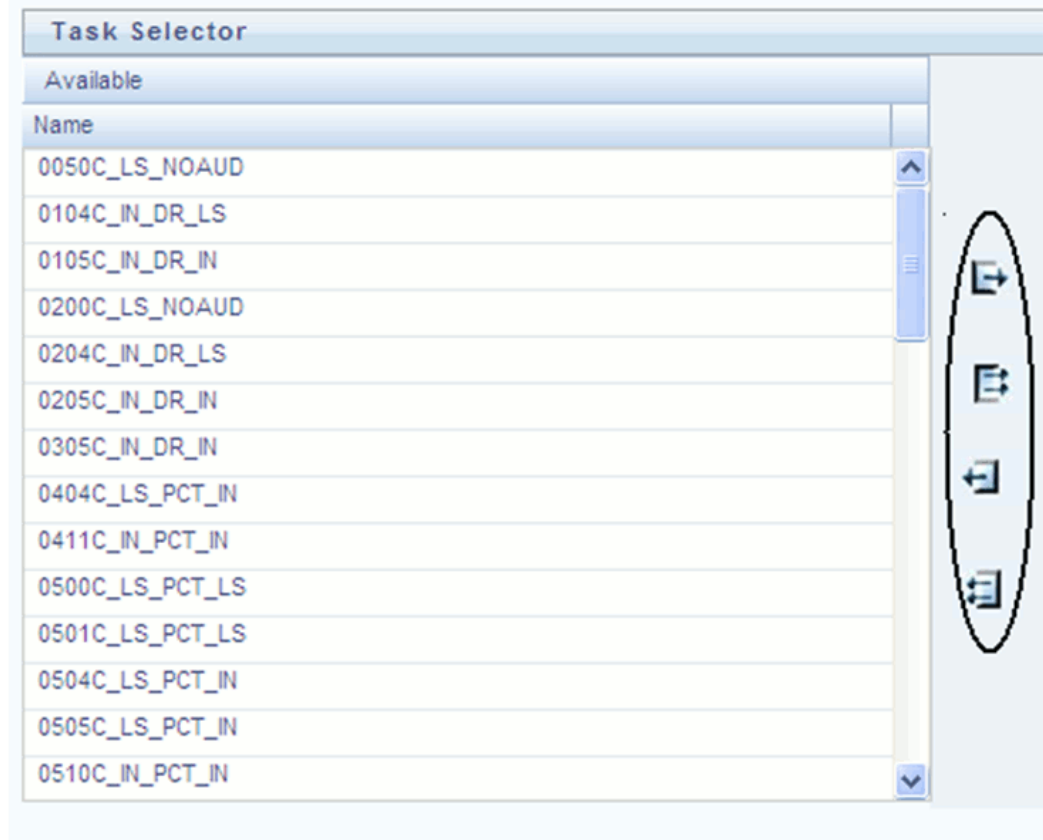 Task Selector
Available
Name
0050C_LS_NOAUD
0104C_IN_DR_LS
0105C_IN_DR_IN
0200C_LS_NOAUD
0204C_IN_DR_LS
0205C_IN_DR_IN
0305C_IN_DR_IN
0404C_LS_PCT_IN
0411C_IN_PCT_IN
0500C_LS_PCT_LS
0501C_LS_PCT_LS
0504C_LS_PCT_IN
0505C_LS_PCT_IN
0510C_IN_PCT_IN